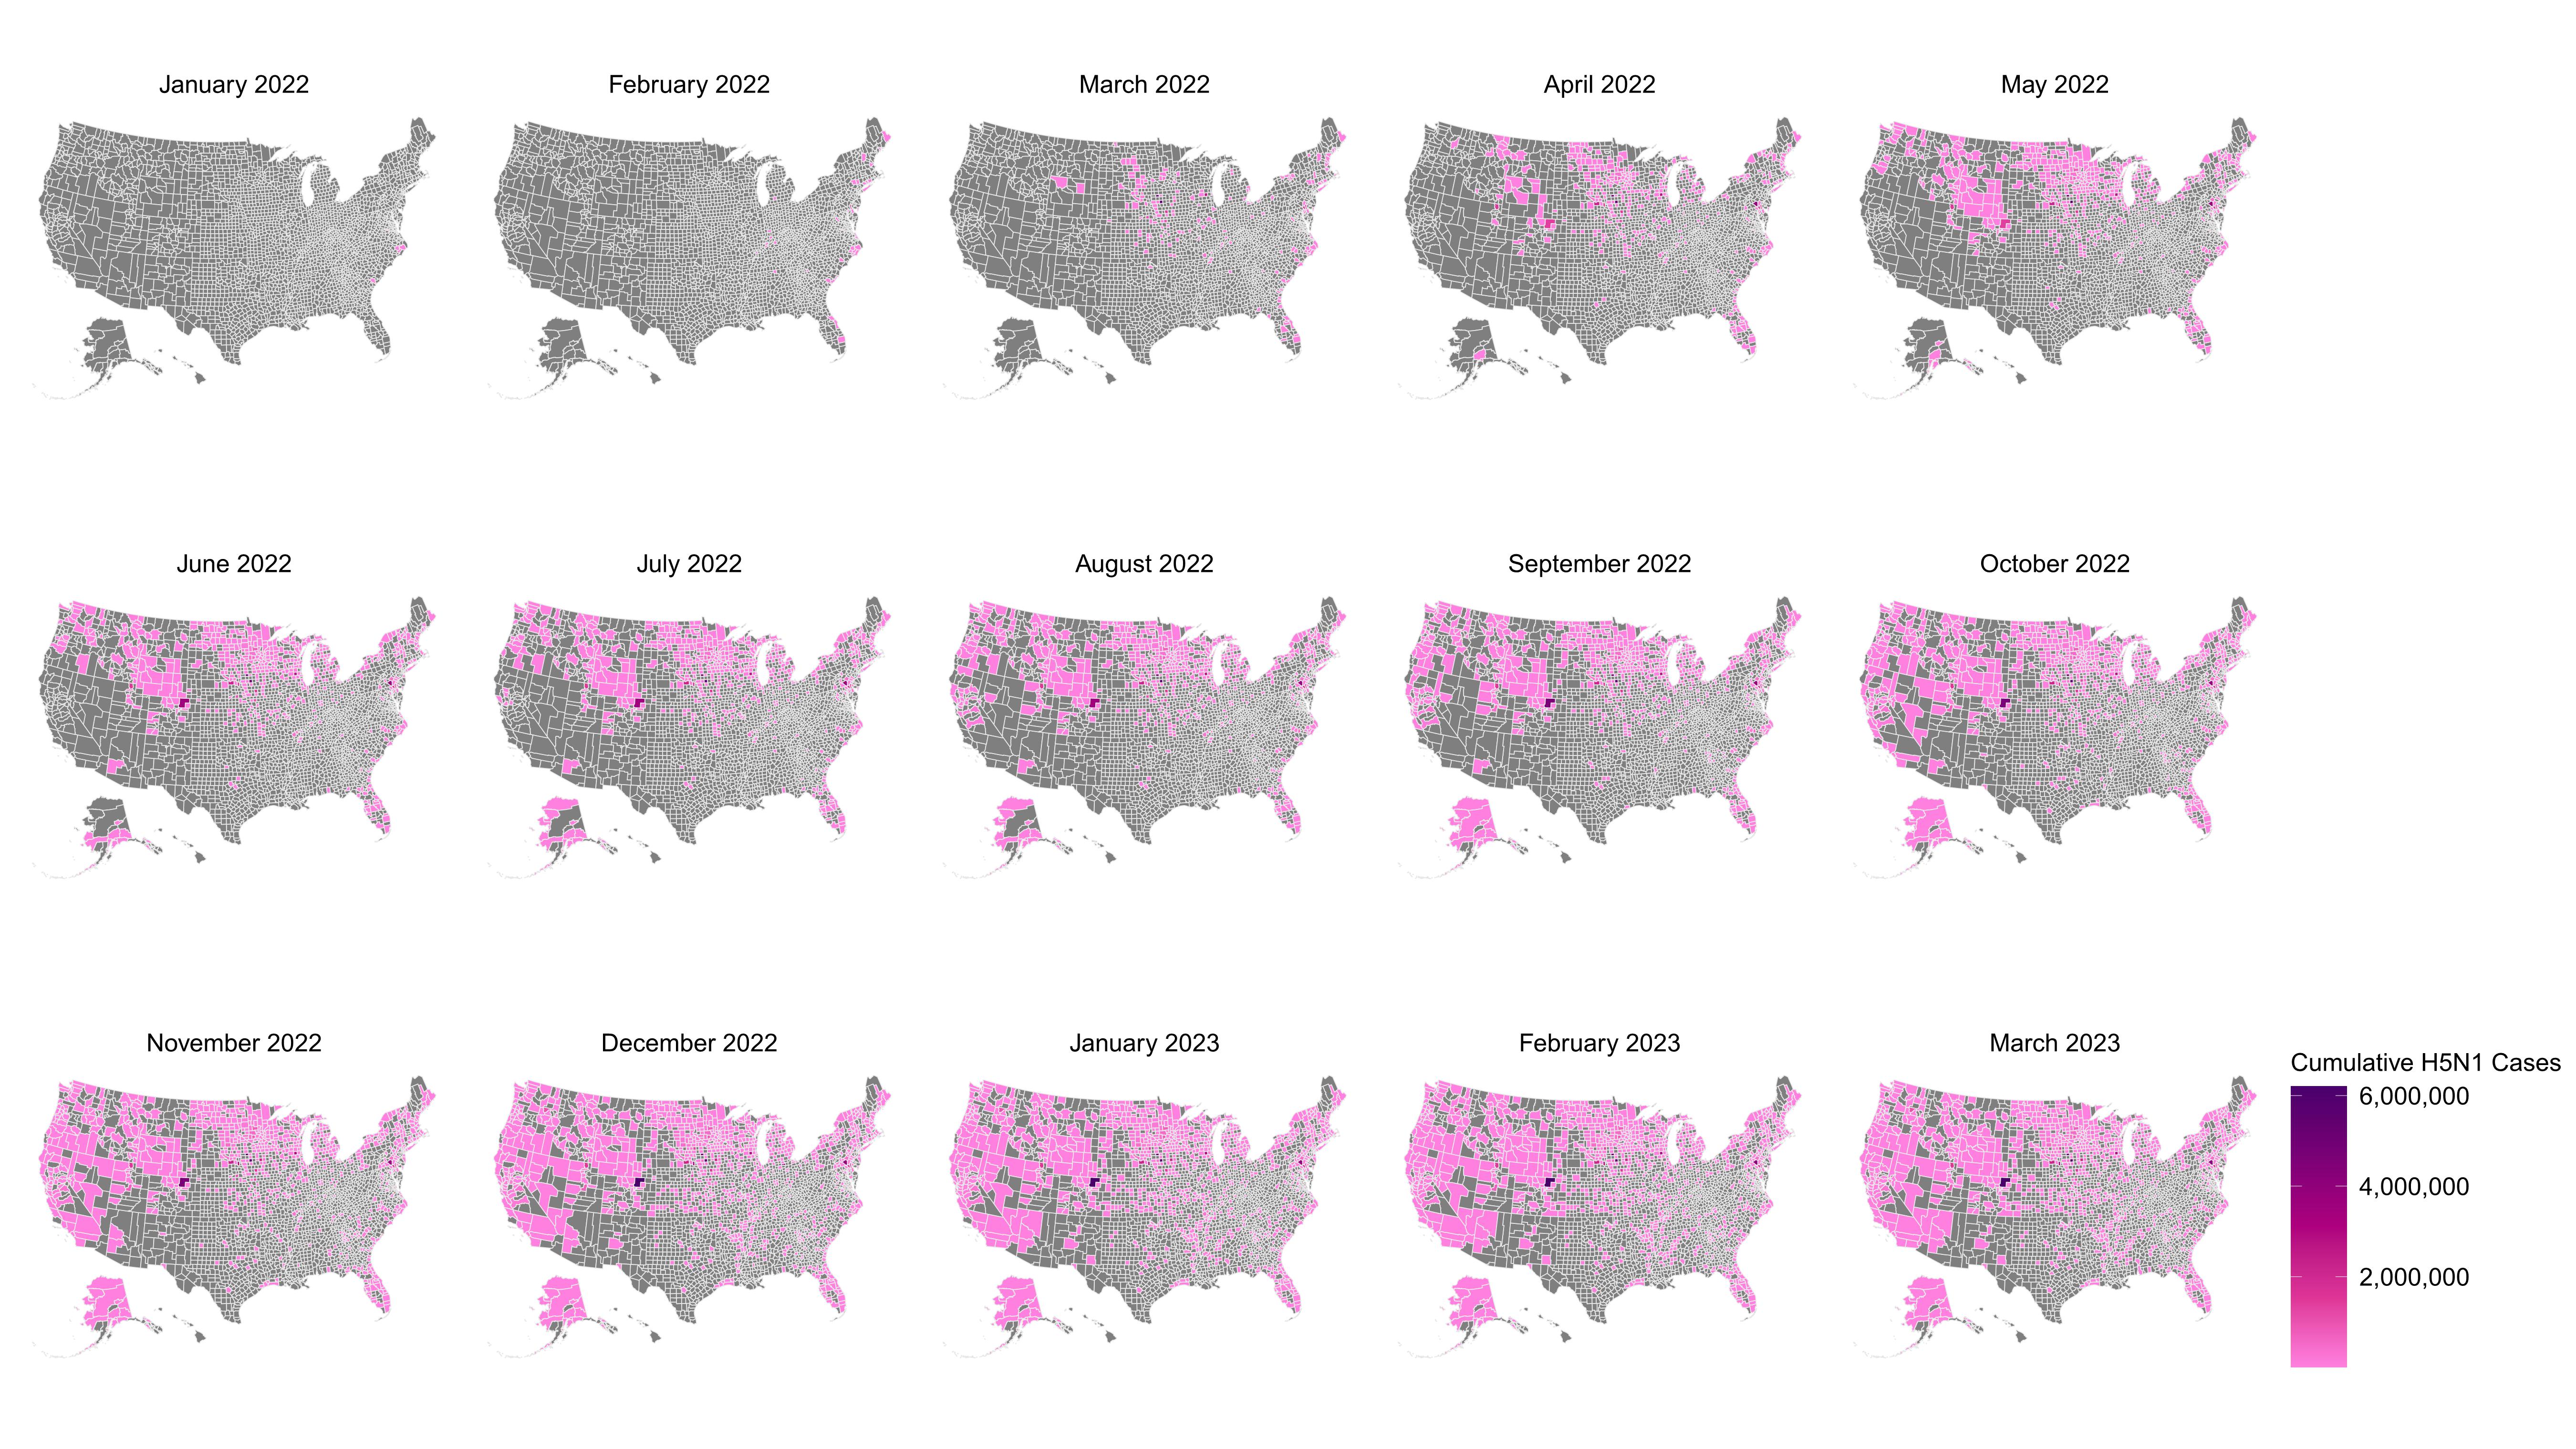 January 2022
February 2022
March 2022
April 2022
May 2022
June 2022
July 2022
August 2022
September 2022
October 2022
November 2022
December 2022
January 2023
February 2023
March 2023
Cumulative H5N1 Cases
6,000,000
4,000,000
2,000,000